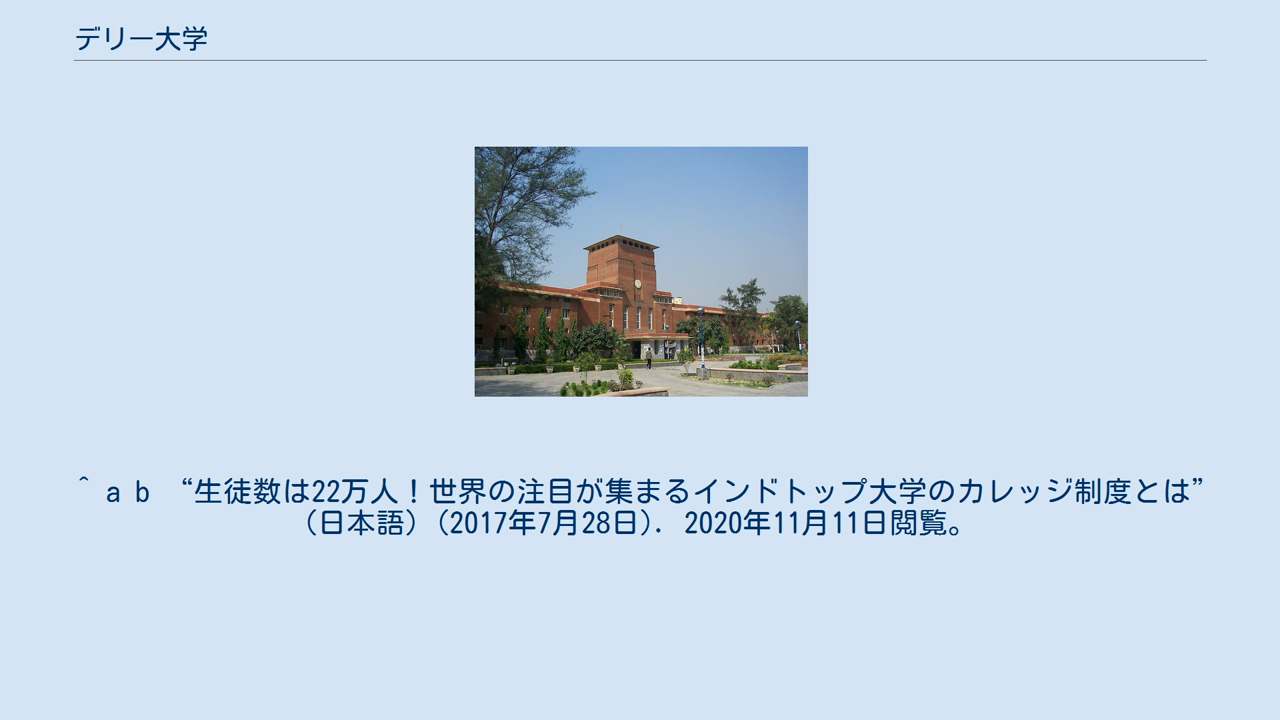 デリー大学
^ a b “生徒数は22万人！世界の注目が集まるインドトップ大学のカレッジ制度とは”
(日本語) (2017年7月28日). 2020年11月11日閲覧。